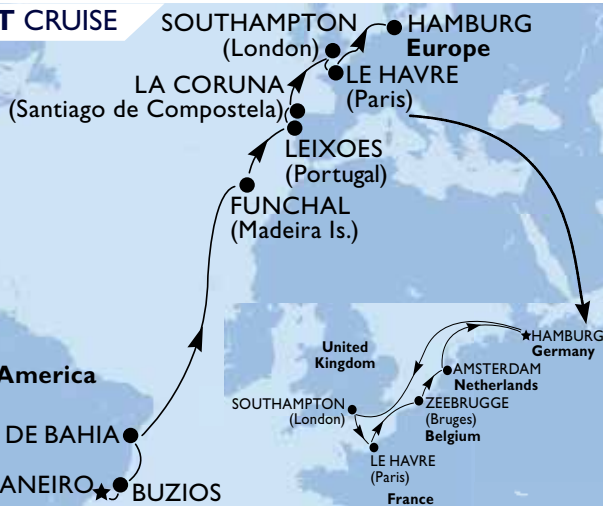 T CRUISE
SOUTHAMPTON
(London)
HAMBURG
Europe
LE HAVRE
(Paris)
LA CORUNA
(Santiago de Compostela)
LEIXOES
(Portugal)
FUNCHAL
(Madeira Is.)
America
DE BAHIA
ANEIRO
BUZIOS
United
Kingdom
HAMBURG
Germany
AMSTERDAM
Netherlands
SOUTHAMPTON
(London)
ZEEBRUGGE
(Bruges)
Belgium
LE HAVRE
(Paris)
France